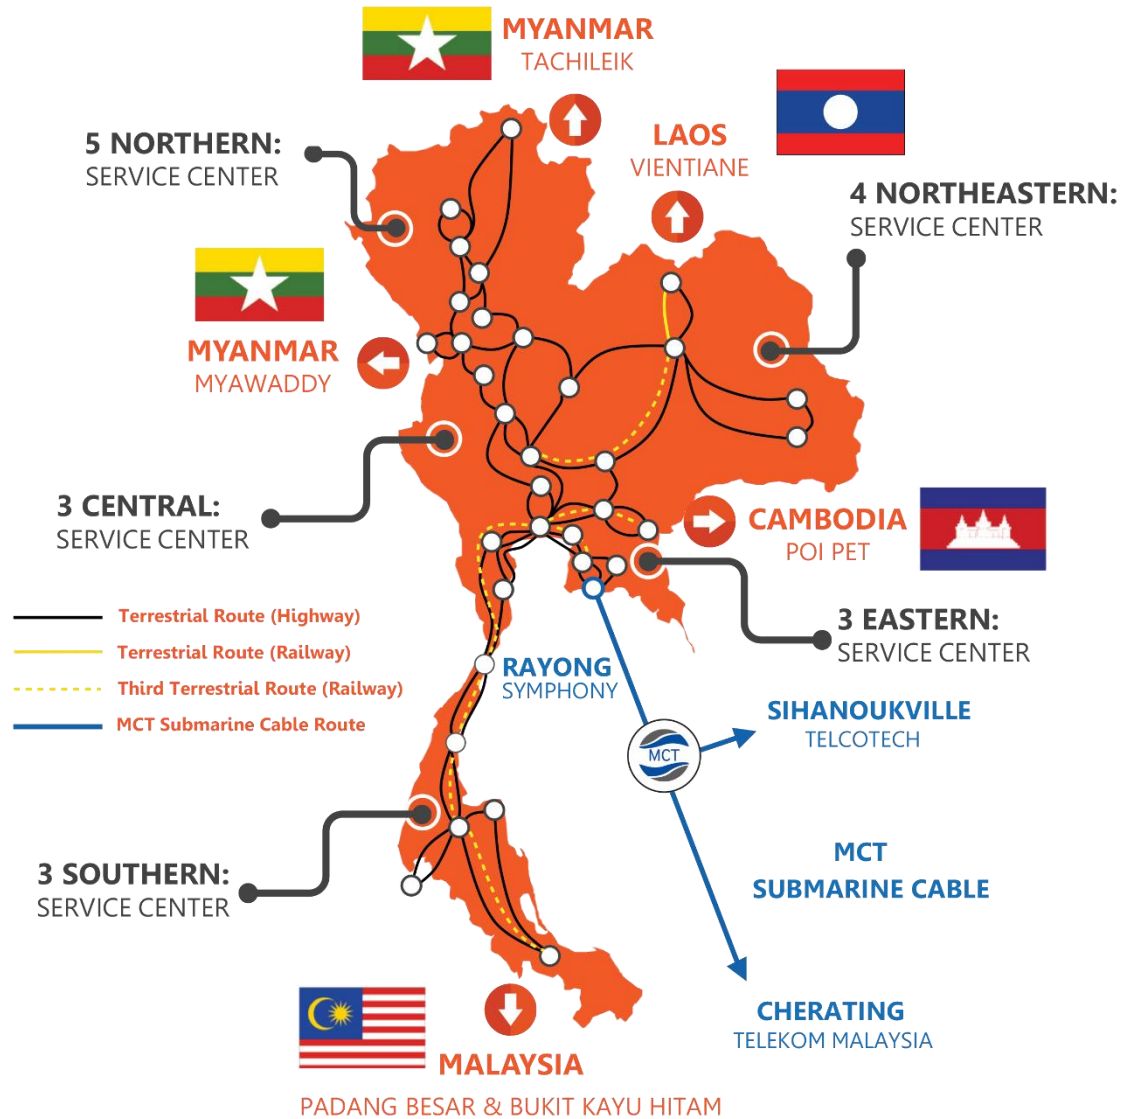 MYANMAR
TACHILEIK
5 NORTHERN:
SERVICE CENTER
LAOS
VIENTIANE
4 NORTHEASTERN:
SERVICE CENTER
MYANMAR
MYAWADDY
3 CENTRAL:
SERVICE CENTER
CAMBODIA
POI PET
3 EASTERN:
SERVICE CENTER
Terrestrial Route (Highway)
Terrestrial Route (Railway)
Third Terrestrial Route (Railway)
MCT Submarine Cable Route
RAYONG
SYMPHONY
SIHANOUKVILLE
TELCOTECH
MCT
MCT
SUBMARINE CABLE
3 SOUTHERN:
SERVICE CENTER
CHERATING
TELEKOM MALAYSIA
MALAYSIA
PADANG BESAR & BUKIT KAYU HITAM